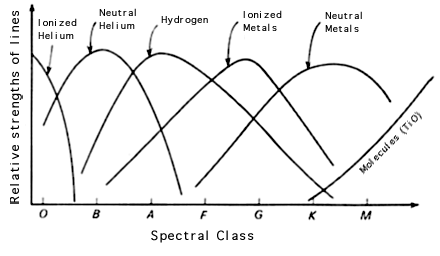 Ionized
Helium
Neutral
Helium
Hydrogen
Ionized
Metals
Neutral
Metals
Relative strengths of lines
Molecules (TiO)
O B A F G K M
Spectral Class